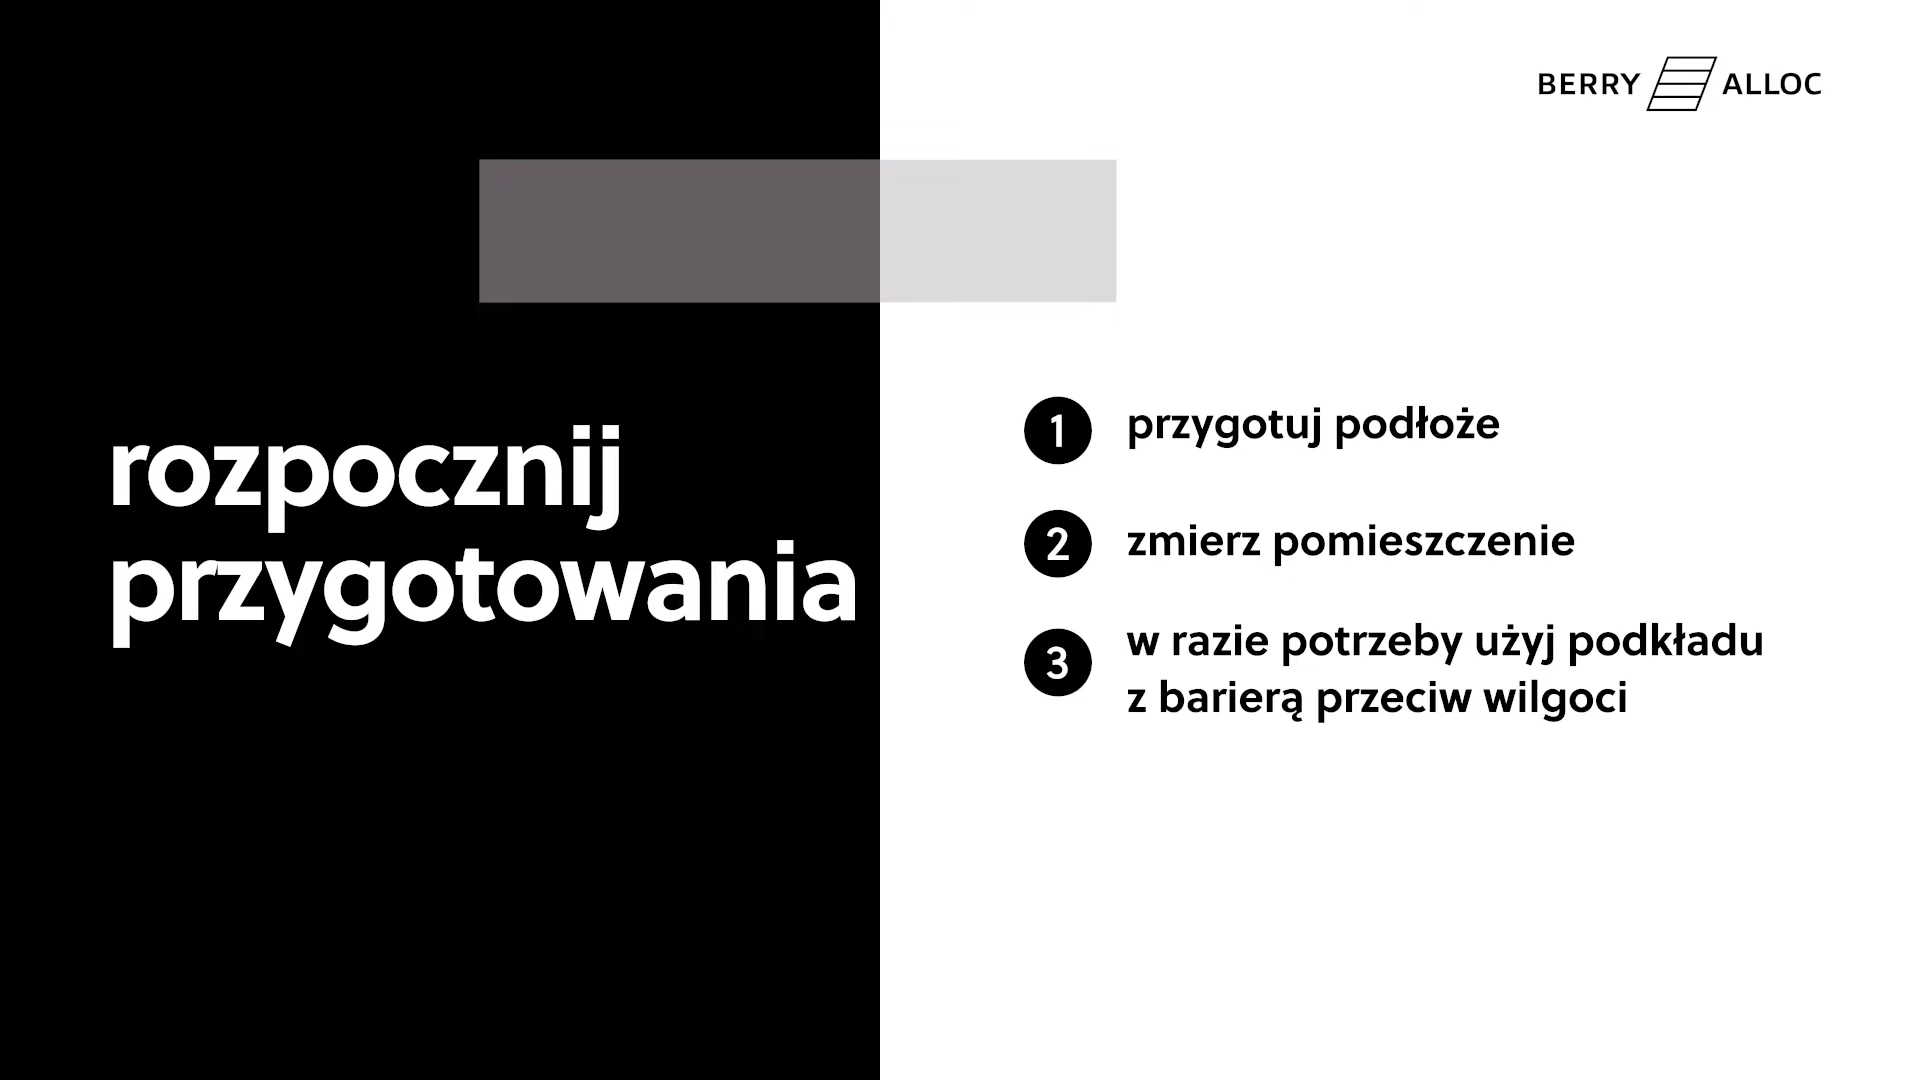 BERRY ALLOC
rozpocznij
przygotowania
1 przygotuj podłoże
2 zmierz pomieszczenie
3 w razie potrzeby użyj podkładu
z barierą przeciw wilgoci